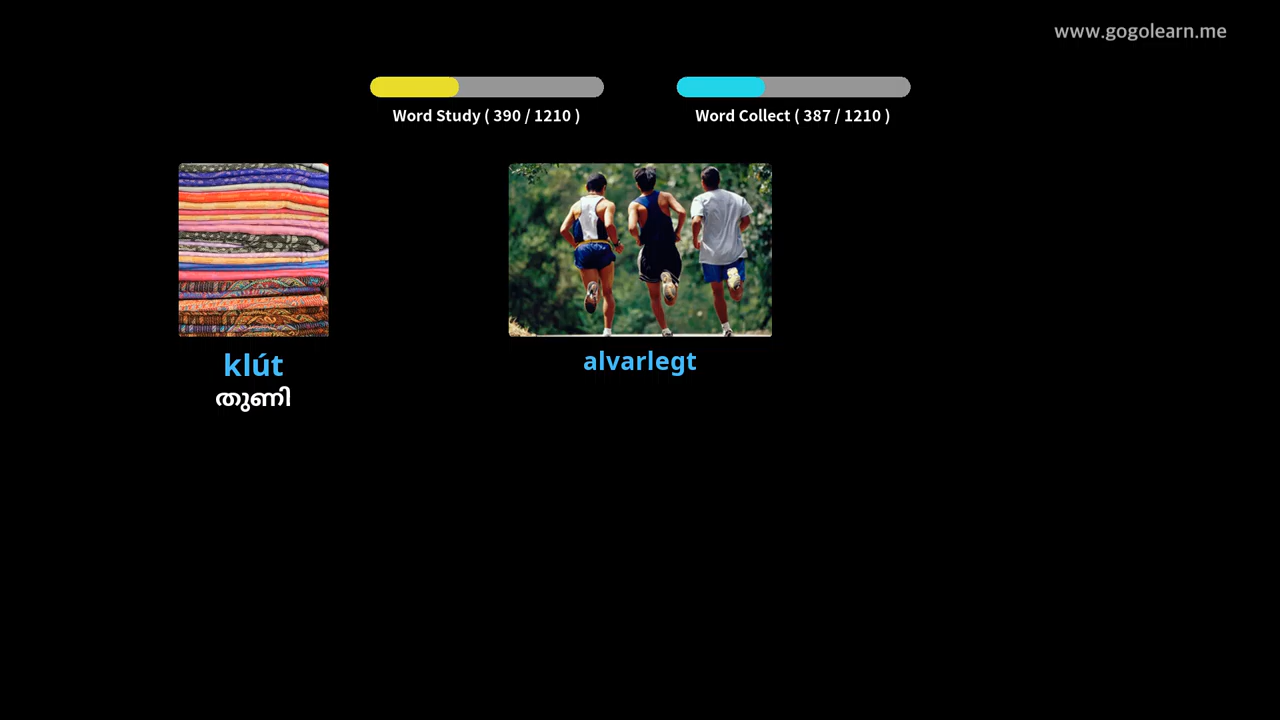 www.gogolearn.me
Word Study ( 390 / 1210 )
Word Collect ( 387 / 1210 )
klút
തുണി
alvarlegt